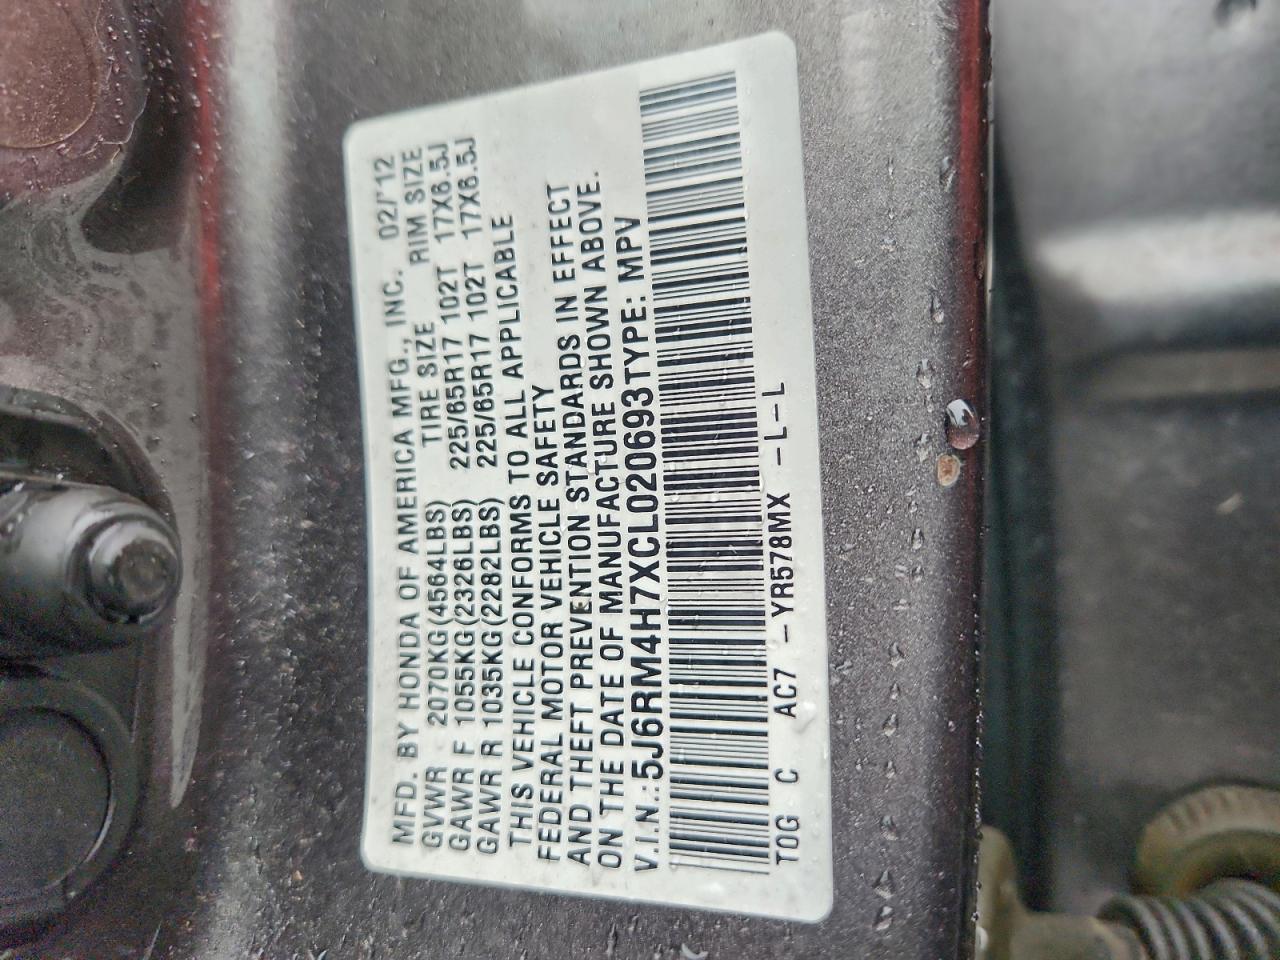 MFD. BY HONDA OF AMERICA MFG., INC. 02/'12
GVWR 2070KG(4564LBS) TIRE SIZE RIM SIZE
GAWR F 1055KG(2326LBS) 225/65R17 102T 17X6.5J
GAWR R 1035KG(2282LBS) 225/65R17 102T 17X6.5J
THIS VEHICLE CONFORMS TO ALL APPLICABLE
FEDERAL MOTOR VEHICLE SAFETY
AND THEFT PREVENTION STANDARDS IN EFFECT
ON THE DATE OF MANUFACTURE SHOWN ABOVE.
V.I.N.:5J6RM4H7XCL020693TYPE: MPV
TOG C AC7 -YR578MX -L-L